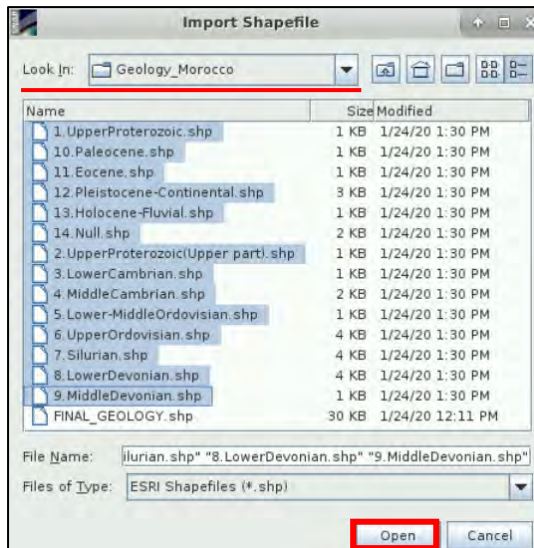 Import Shapefile
Look In: Geology_Morocco
Name Size Modified
1.UpperProterozoic.shp 1 KB 1/24/20 1:30 PM
10.Paleocene.shp 1 KB 1/24/20 1:30 PM
11.Eocene.shp 1 KB 1/24/20 1:30 PM
12.Pleistocene-Continental.shp 3 KB 1/24/20 1:30 PM
13.Holocene-Fluvial.shp 1 KB 1/24/20 1:30 PM
14.Null.shp 2 KB 1/24/20 1:30 PM
2.UpperProterozoic(Upper part).shp 1 KB 1/24/20 1:30 PM
3.LowerCambrian.shp 1 KB 1/24/20 1:30 PM
4.MiddleCambrian.shp 2 KB 1/24/20 1:30 PM
5.Lower-MiddleOrdovisian.shp 1 KB 1/24/20 1:30 PM
6.UpperOrdovisian.shp 4 KB 1/24/20 1:30 PM
7.Silurian.shp 4 KB 1/24/20 1:30 PM
8.LowerDevonian.shp 4 KB 1/24/20 1:30 PM
9.MiddleDevonian.shp 1 KB 1/24/20 1:30 PM
FINAL_GEOLOGY.shp 30 KB 1/24/20 12:11 PM
File Name: ilurian.shp" "8.LowerDevonian.shp" "9.MiddleDevonian.shp"
Files of Type: ESRI Shapefiles (*.shp)
Open Cancel